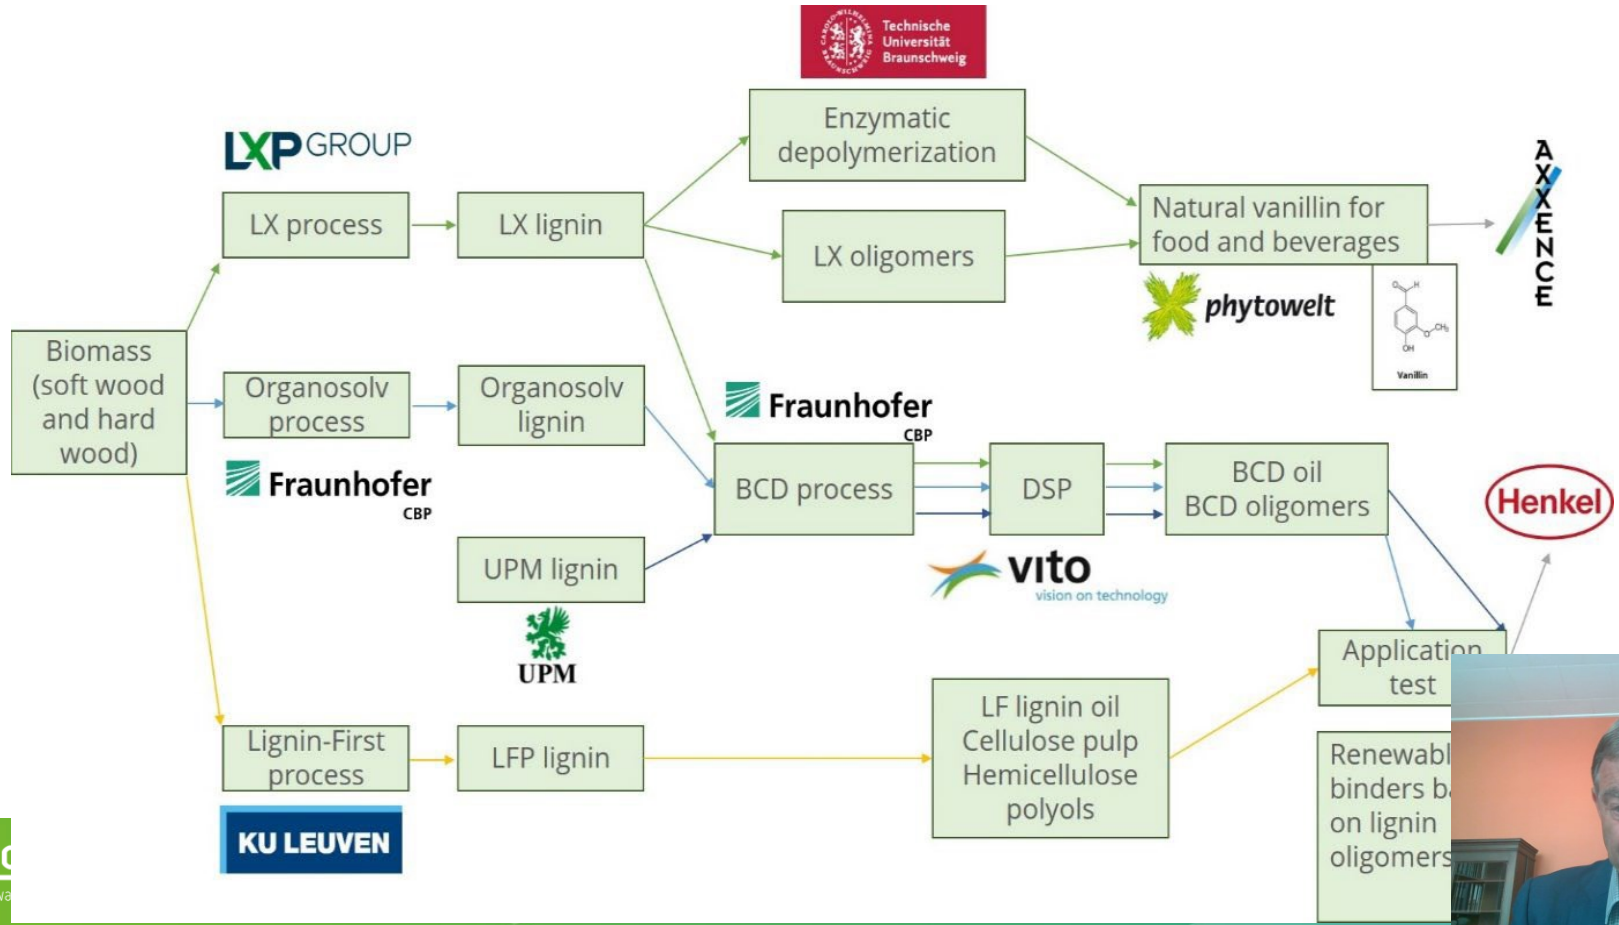 Technische
Universität
Braunschweig
Enzymatic
depolymerization
LXP GROUP
LX process
LX lignin
LX oligomers
Natural vanillin for
food and beverages
AXXENCE
phytowelt
O
H
O
CH₃
OH
Vanillin
Biomass
(soft wood
and hard
wood)
Organosolv
process
Organosolv
lignin
Fraunhofer
CBP
Fraunhofer
CBP
BCD process
DSP
BCD oil
BCD oligomers
Henkel
UPM lignin
UPM
vito
vision on technology
Application
test
Lignin-First
process
LFP lignin
LF lignin oil
Cellulose pulp
Hemicellulose
polyols
KU LEUVEN
binders
on lignin
oligomers